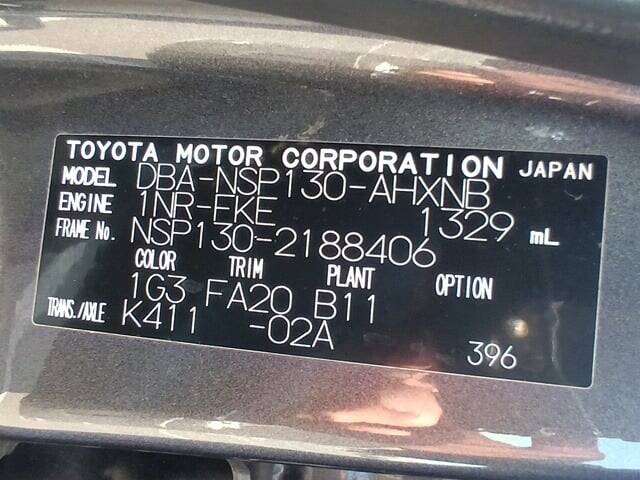 TOYOTA MOTOR CORPORATION JAPAN
MODEL DBA-NSP130-AHXNB
ENGINE 1NR-FKE 1329 mL
FRAME No. NSP130-2188406
COLOR TRIM PLANT OPTION
1G3 FA20 B11
TRANS./AXLE K411 -02A
396